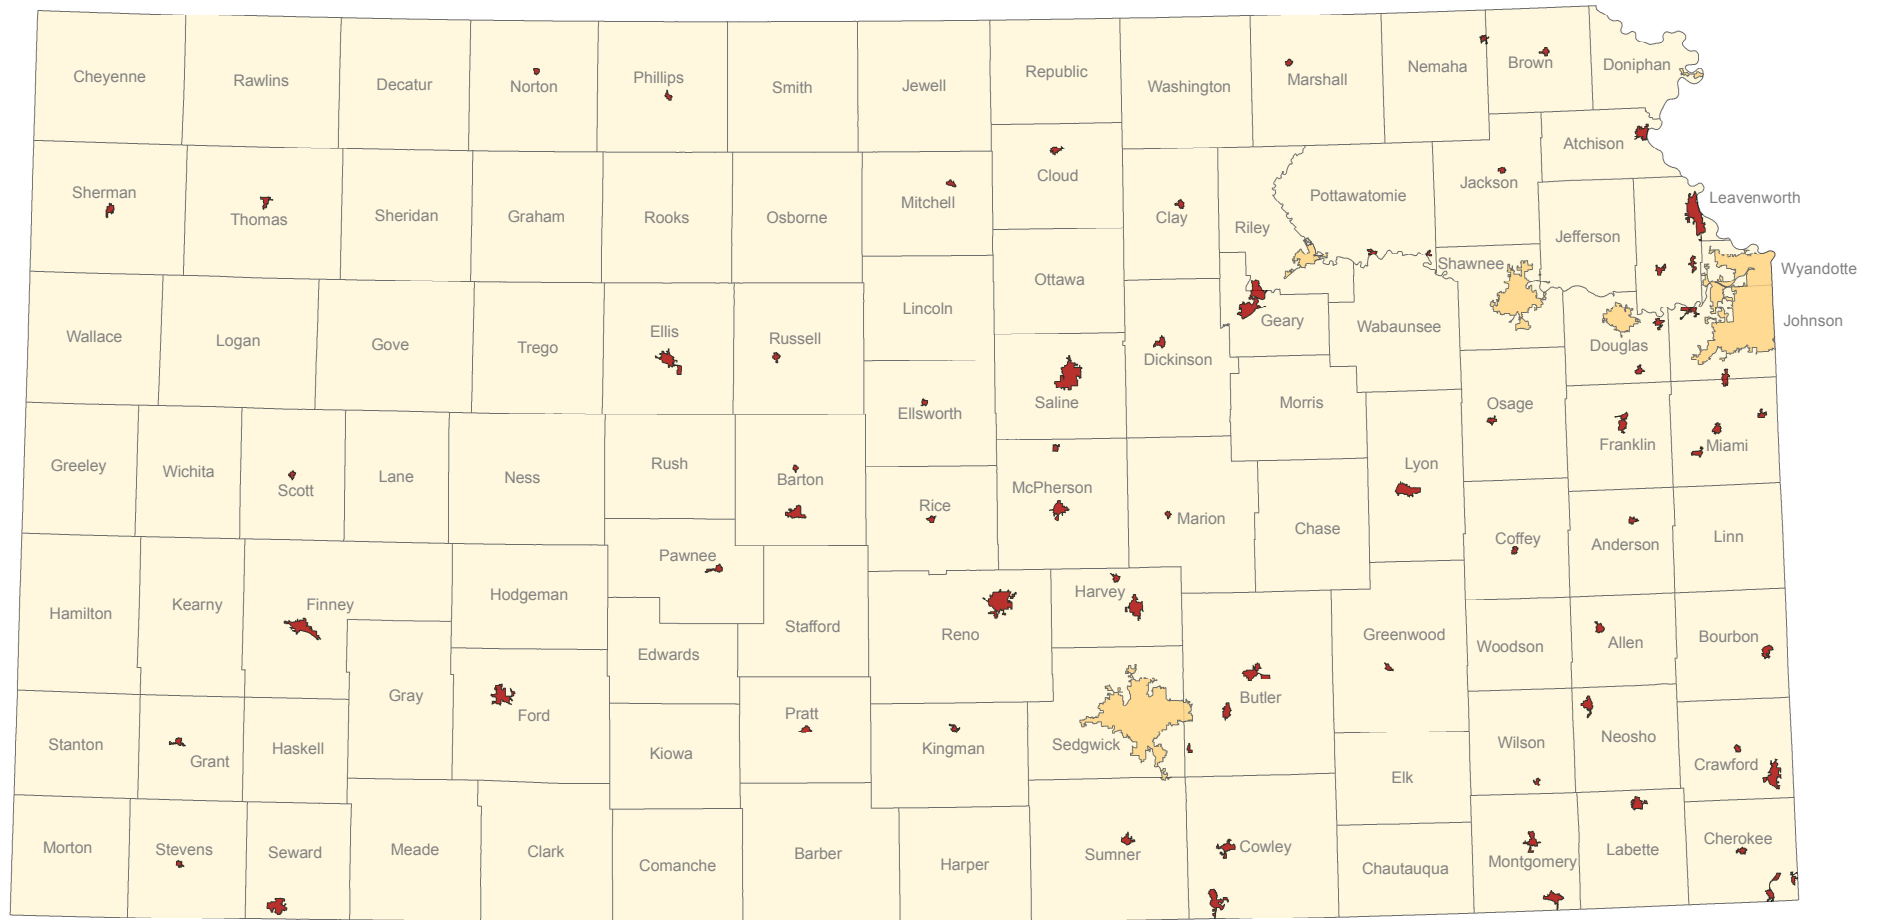 Cheyenne
Rawlins
Decatur
Norton
Phillips
Smith
Jewell
Republic
Washington
Marshall
Nemaha
Brown
Doniphan
Sherman
Thomas
Sheridan
Graham
Rooks
Osborne
Mitchell
Cloud
Clay
Riley
Pottawatomie
Jackson
Atchison
Jefferson
Leavenworth
Shawnee
Wyandotte
Wallace
Logan
Gove
Trego
Ellis
Russell
Lincoln
Ottawa
Dickinson
Geary
Wabaunsee
Douglas
Johnson
Greeley
Wichita
Scott
Lane
Ness
Rush
Barton
Ellsworth
Saline
Morris
Osage
Franklin
Miami
Rice
McPherson
Marion
Chase
Lyon
Coffey
Anderson
Linn
Hamilton
Kearny
Finney
Hodgeman
Pawnee
Stafford
Edwards
Reno
Harvey
Greenwood
Woodson
Allen
Bourbon
Gray
Ford
Kiowa
Pratt
Kingman
Sedgwick
Butler
Elk
Wilson
Neosho
Crawford
Stanton
Grant
Haskell
Morton
Stevens
Seward
Meade
Clark
Comanche
Barber
Harper
Sumner
Cowley
Chautauqua
Montgomery
Labette
Cherokee